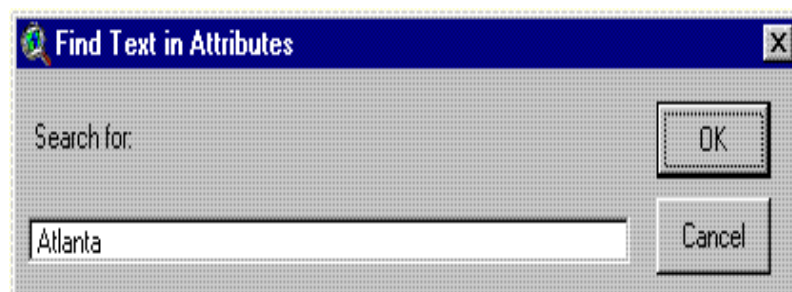 Find Text in Attributes
Search for:
OK
Atlanta
Cancel